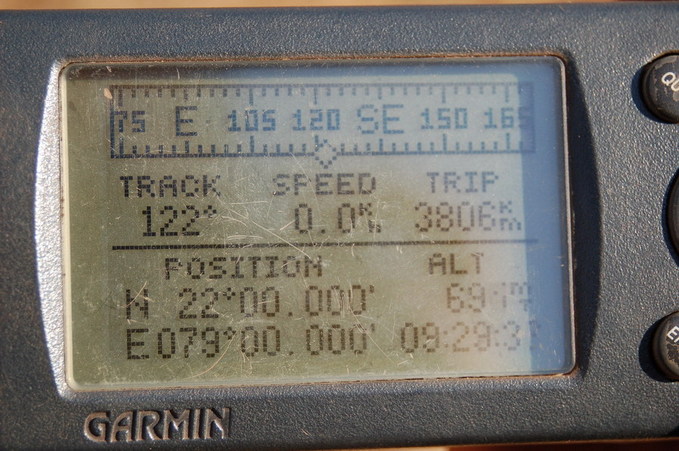 75 E 105 120 SE 150 165
TRACK SPEED TRIP
122° 0.0 3806
POSITION ALT
N 22°00.000'
E079°00.000'
GARMIN